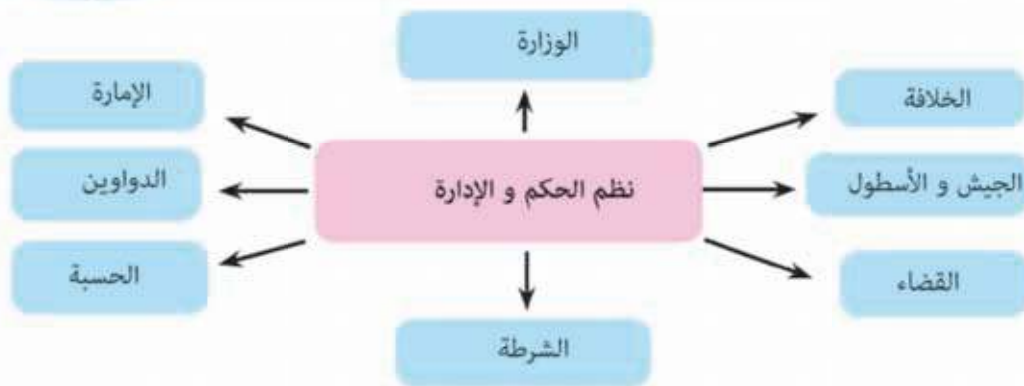 الوزارة
الخلافة
الإمارة
الجيش و الأسطول
نظم الحكم و الإدارة
الدواوين
القضاء
الحسبة
الشرطة